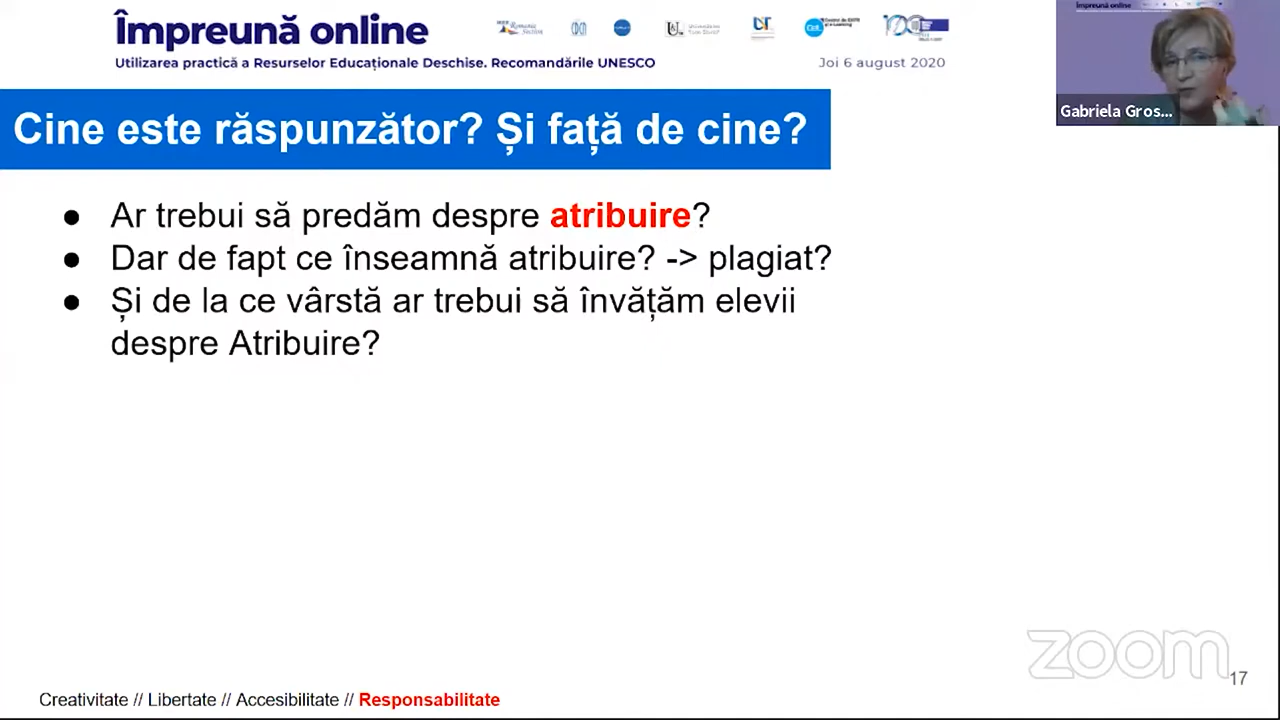 Împreună online
Utilizarea practică a Resurselor Educaționale Deschise. Recomandările UNESCO
Joi 6 august 2020
Împreună online
Gabriela Gros...
Cine este răspunzător? Și față de cine?
● Ar trebui să predăm despre atribuire?
● Dar de fapt ce înseamnă atribuire? -> plagiat?
● Și de la ce vârstă ar trebui să învățăm elevii
despre Atribuire?
zoom
17
Creativitate // Libertate // Accesibilitate // Responsabilitate